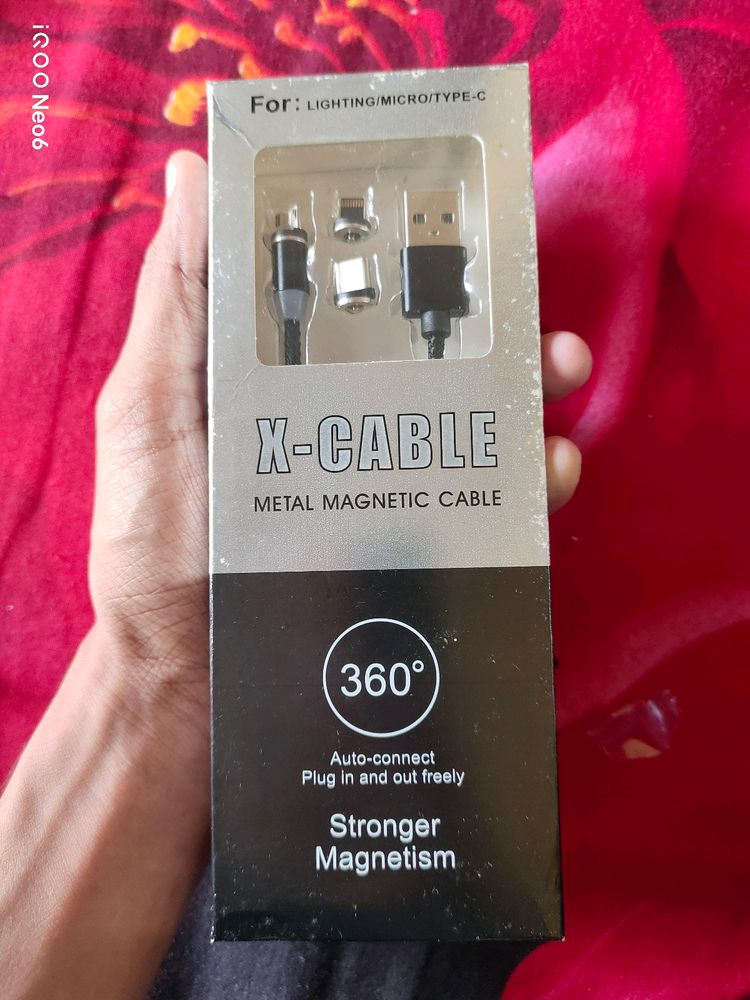 iQOO Neo6
For: LIGHTING/MICRO/TYPE-C
X-CABLE
METAL MAGNETIC CABLE
360°
Auto-connect
Plug in and out freely
Stronger
Magnetism